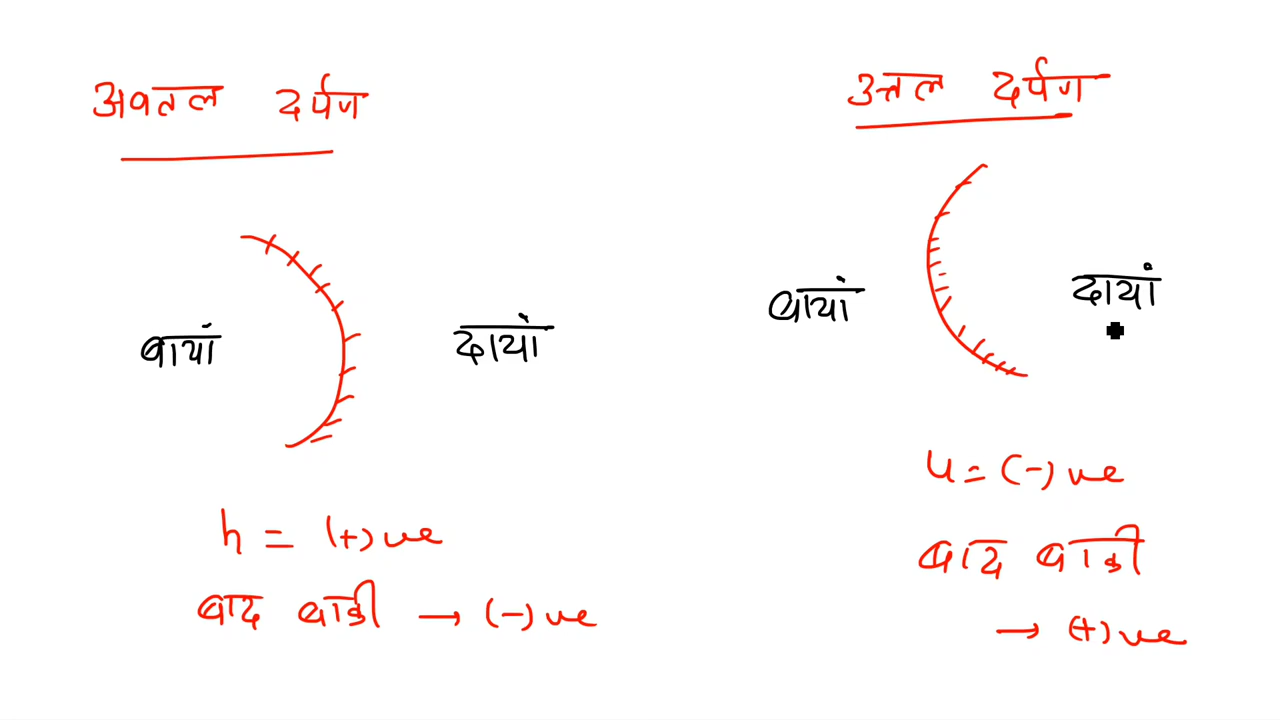 अवतल दर्पण
बायां
दायां
h = (+)ve
बाद बाकी → (-)ve
उत्तल दर्पण
बायां
दायां
u = (-)ve
बाद बाकी
→ (+)ve